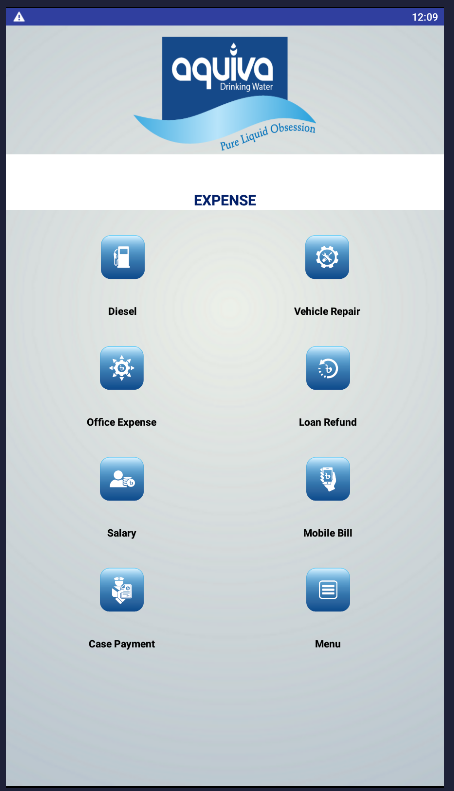 12:09
aquiva
Drinking Water
Pure Liquid Obsession
EXPENSE
Diesel
Vehicle Repair
Office Expense
Loan Refund
Salary
Mobile Bill
Case Payment
Menu